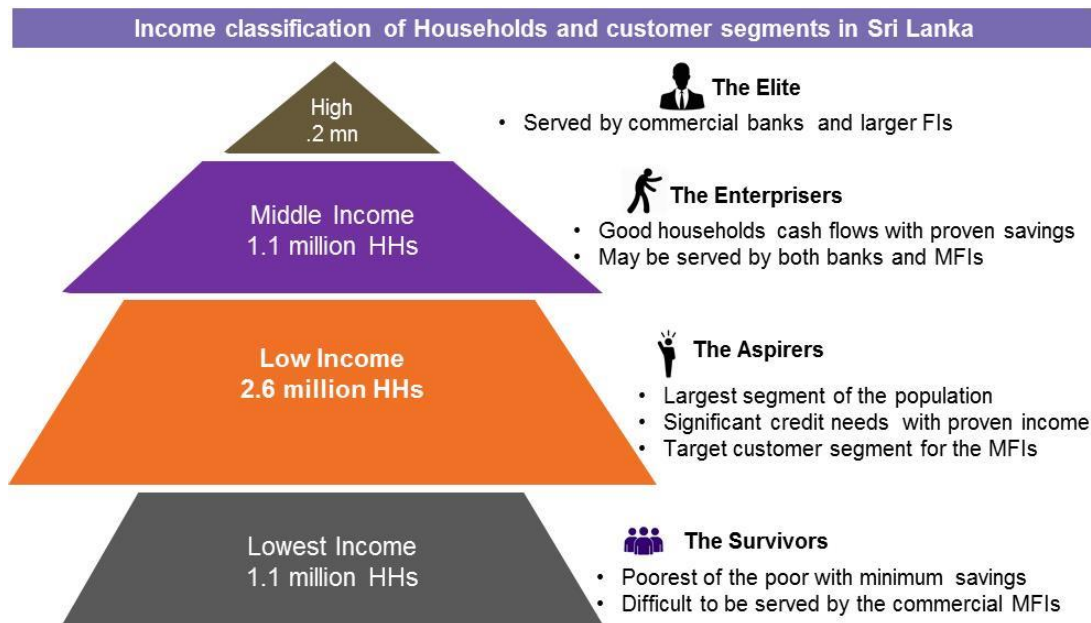 Income classification of Households and customer segments in Sri Lanka
High
.2 mn
The Elite
• Served by commercial banks and larger FIs
Middle Income
1.1 million HHs
The Enterprisers
• Good households cash flows with proven savings
• May be served by both banks and MFIs
Low Income
2.6 million HHs
The Aspirers
• Largest segment of the population
• Significant credit needs with proven income
• Target customer segment for the MFIs
Lowest Income
1.1 million HHs
The Survivors
• Poorest of the poor with minimum savings
• Difficult to be served by the commercial MFIs